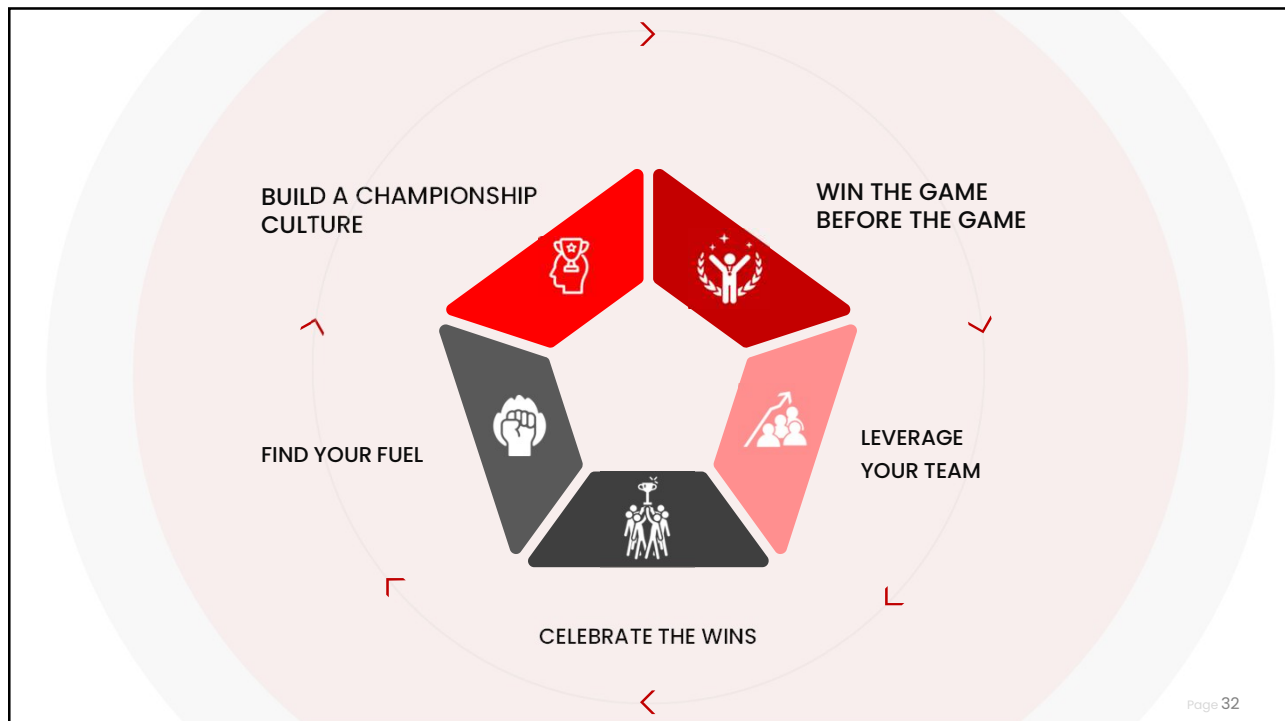 BUILD A CHAMPIONSHIP
CULTURE
WIN THE GAME
BEFORE THE GAME
FIND YOUR FUEL
LEVERAGE
YOUR TEAM
CELEBRATE THE WINS
Page 32